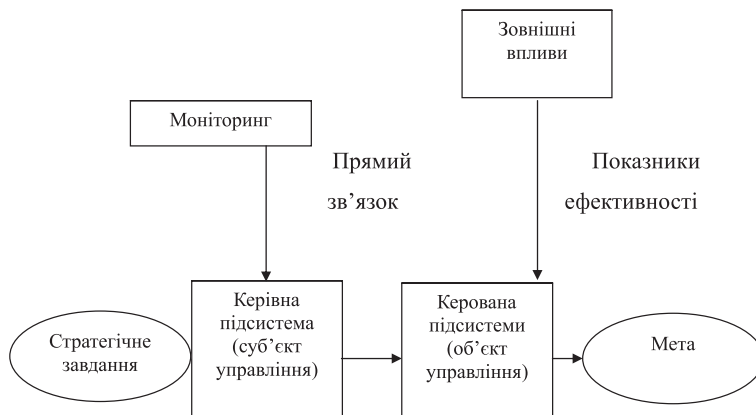 Зовнішні
впливи
Моніторинг
Прямий
зв’язок
Показники
ефективності
Стратегічне
завдання
Керівна
підсистема
(суб’єкт
управління)
Керована
підсистеми
(об’єкт
управління)
Мета